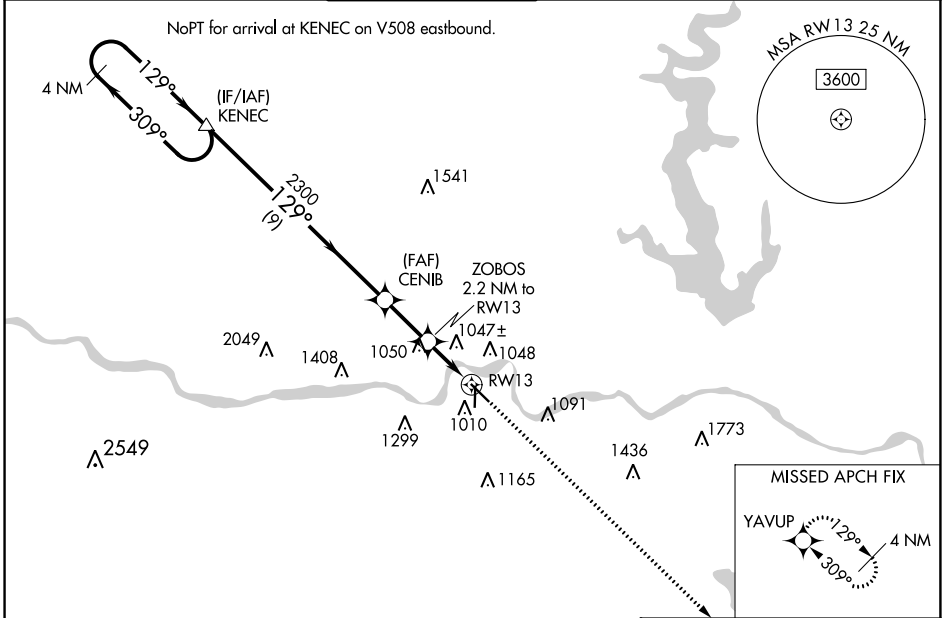 NoPT for arrival at KENEC on V508 eastbound.
MSA RW13 25 NM
3600
4 NM
129°
309°
(IF/IAF)
KENEC
2300
129°
(9)
1541
(FAF)
CENIB
ZOBOS
2.2 NM to
RW13
2049
1408
1050
1047±
1048
RW13
2549
1299
1010
1091
1165
1436
1773
MISSED APCH FIX
YAVUP
129°
309°
4 NM